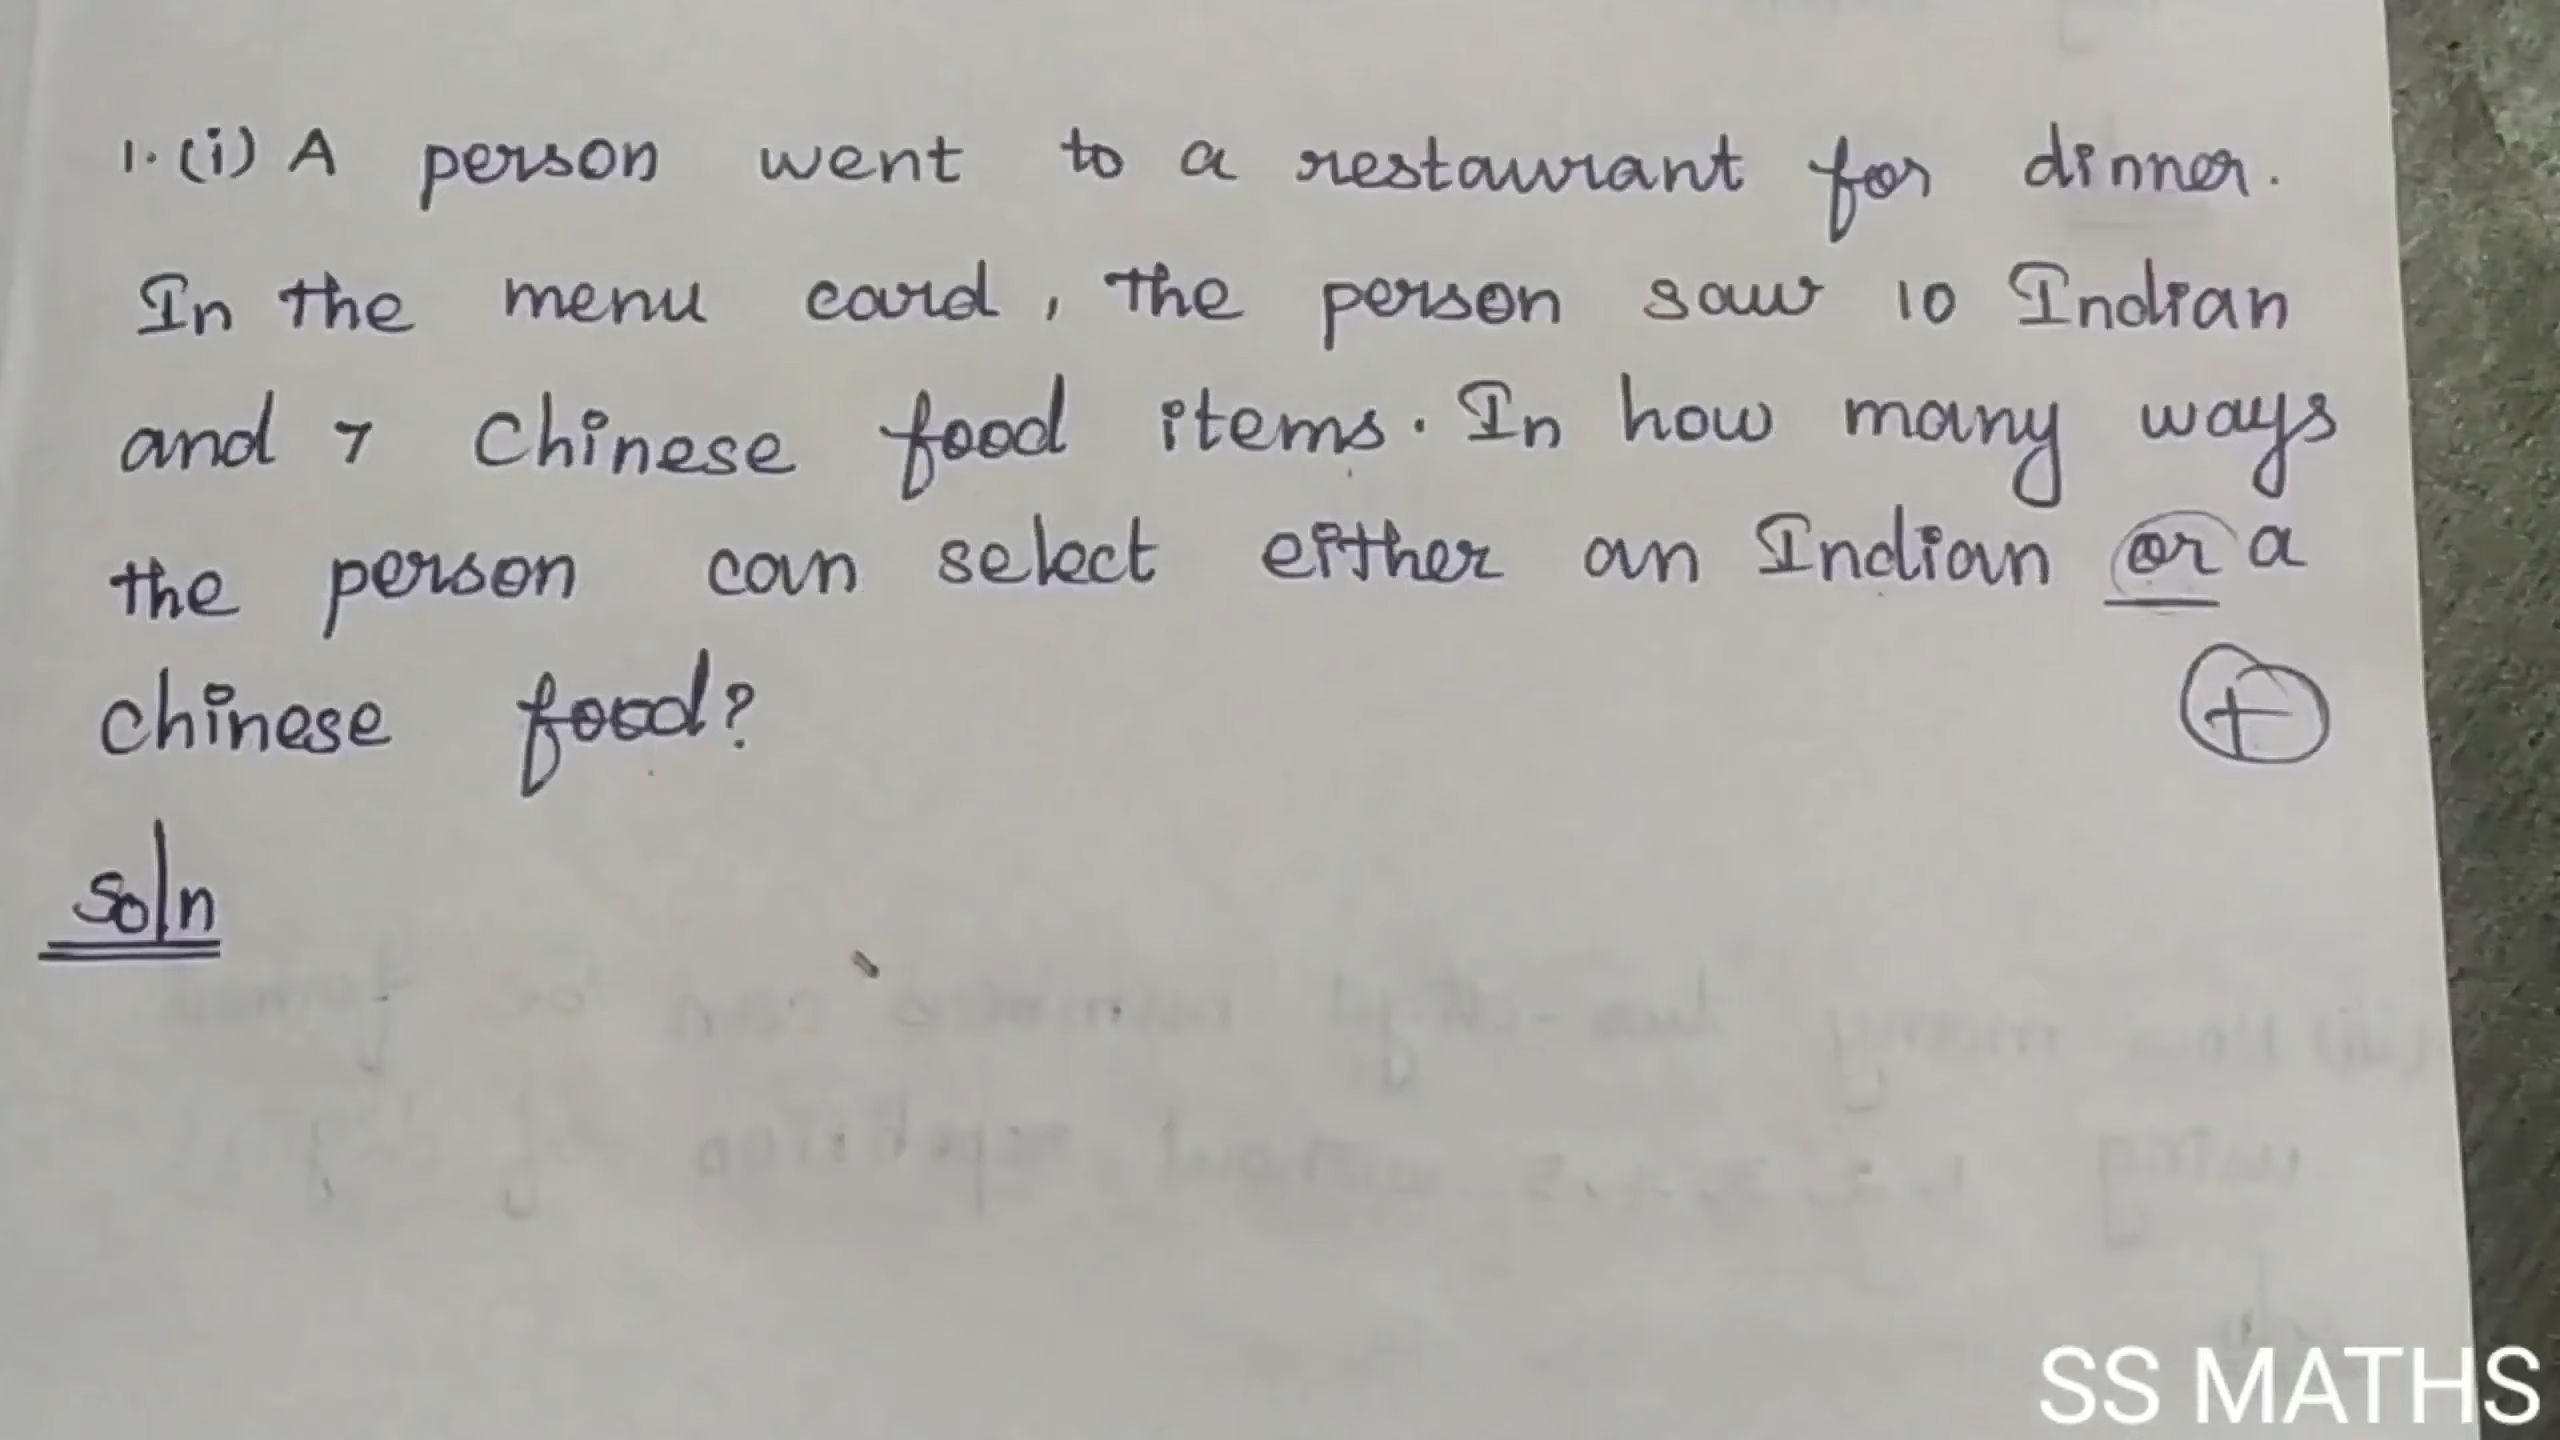 1. (i) A person went to a restaurant for dinner.
In the menu card, the person saw 10 Indian
and 7 Chinese food items. In how many ways
the person can select either an Indian or a
Chinese food?
+
Soln
SS MATHS